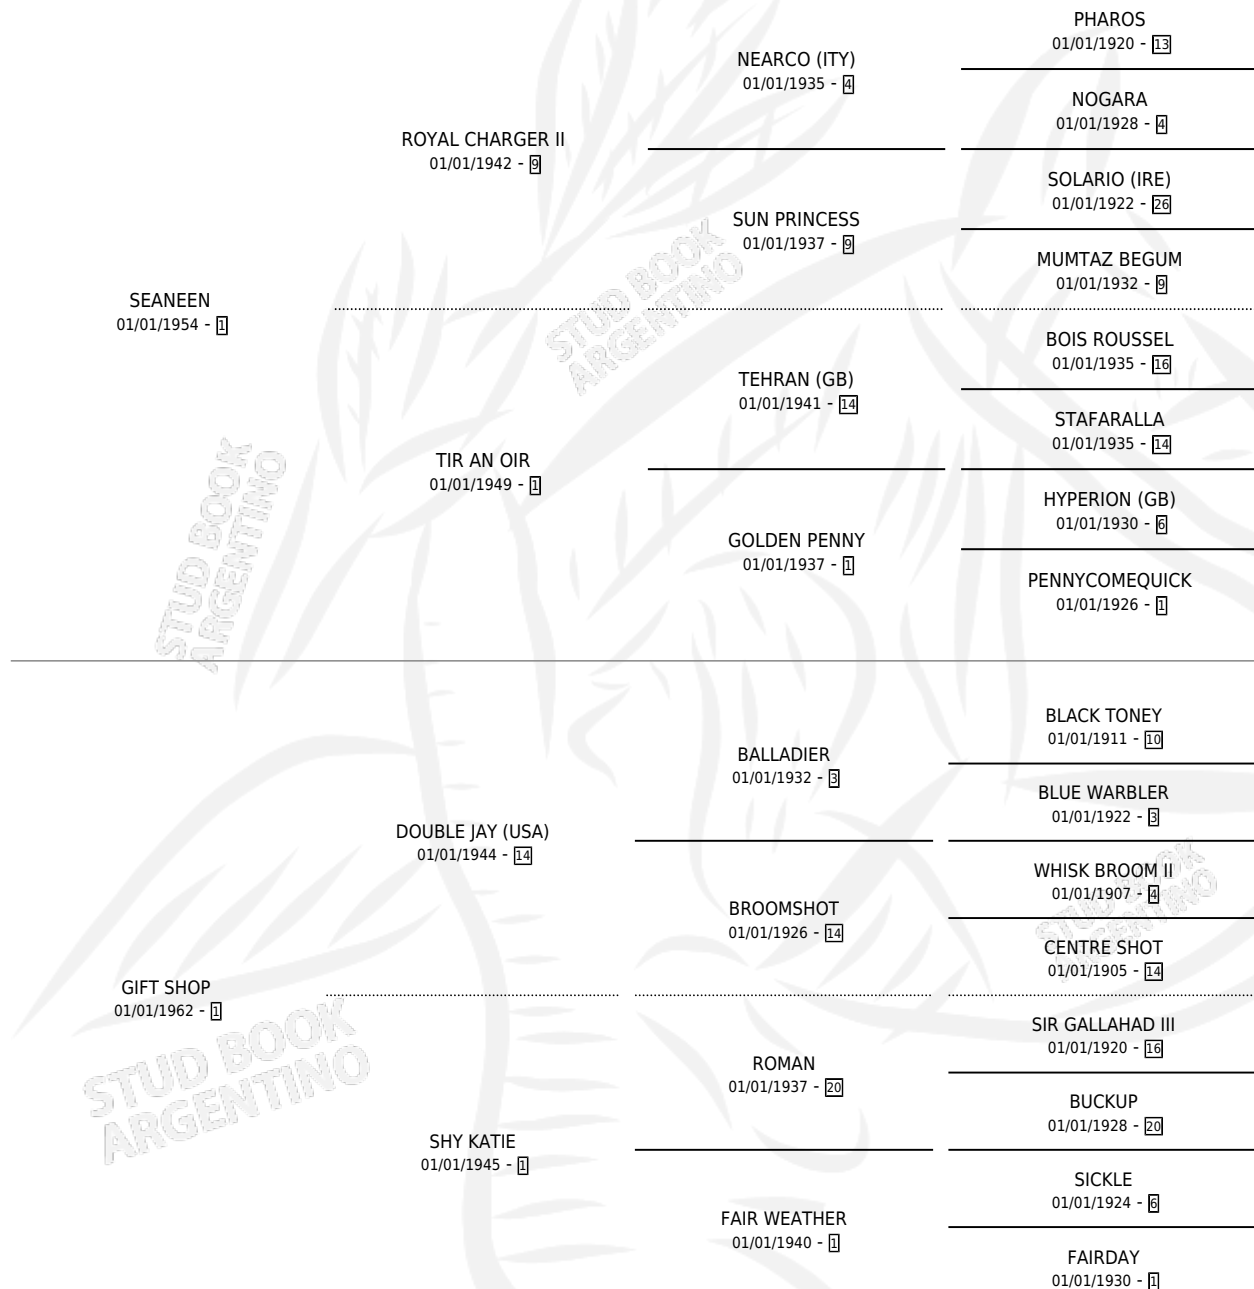 PHAROS
01/01/1920 - 13
NEARCO (ITY)
01/01/1935 - 4
NOGARA
01/01/1928 - 4
ROYAL CHARGER II
01/01/1942 - 9
SOLARIO (IRE)
01/01/1922 - 26
SUN PRINCESS
01/01/1937 - 9
MUMTAZ BEGUM
01/01/1932 - 9
SEANEEN
01/01/1954 - 1
BOIS ROUSSEL
01/01/1935 - 16
TEHRAN (GB)
01/01/1941 - 14
STAFARALLA
01/01/1935 - 14
TIR AN OIR
01/01/1949 - 1
HYPERION (GB)
01/01/1930 - 6
GOLDEN PENNY
01/01/1937 - 1
PENNYCOMEQUICK
01/01/1926 - 1
BLACK TONEY
01/01/1911 - 10
BALLADIER
01/01/1932 - 3
BLUE WARBLER
01/01/1922 - 3
DOUBLE JAY (USA)
01/01/1944 - 14
WHISK BROOM II
01/01/1907 - 4
BROOMSHOT
01/01/1926 - 14
CENTRE SHOT
01/01/1905 - 14
GIFT SHOP
01/01/1962 - 1
SIR GALLAHAD III
01/01/1920 - 16
ROMAN
01/01/1937 - 20
BUCKUP
01/01/1928 - 20
SHY KATIE
01/01/1945 - 1
SICKLE
01/01/1924 - 6
FAIR WEATHER
01/01/1940 - 1
FAIRDAY
01/01/1930 - 1
STUD BOOK
ARGENTINO
STUD BOOK
ARGENTINO
STUD BOOK
ARGENTINO
STUD BOOK
ARGENTINO